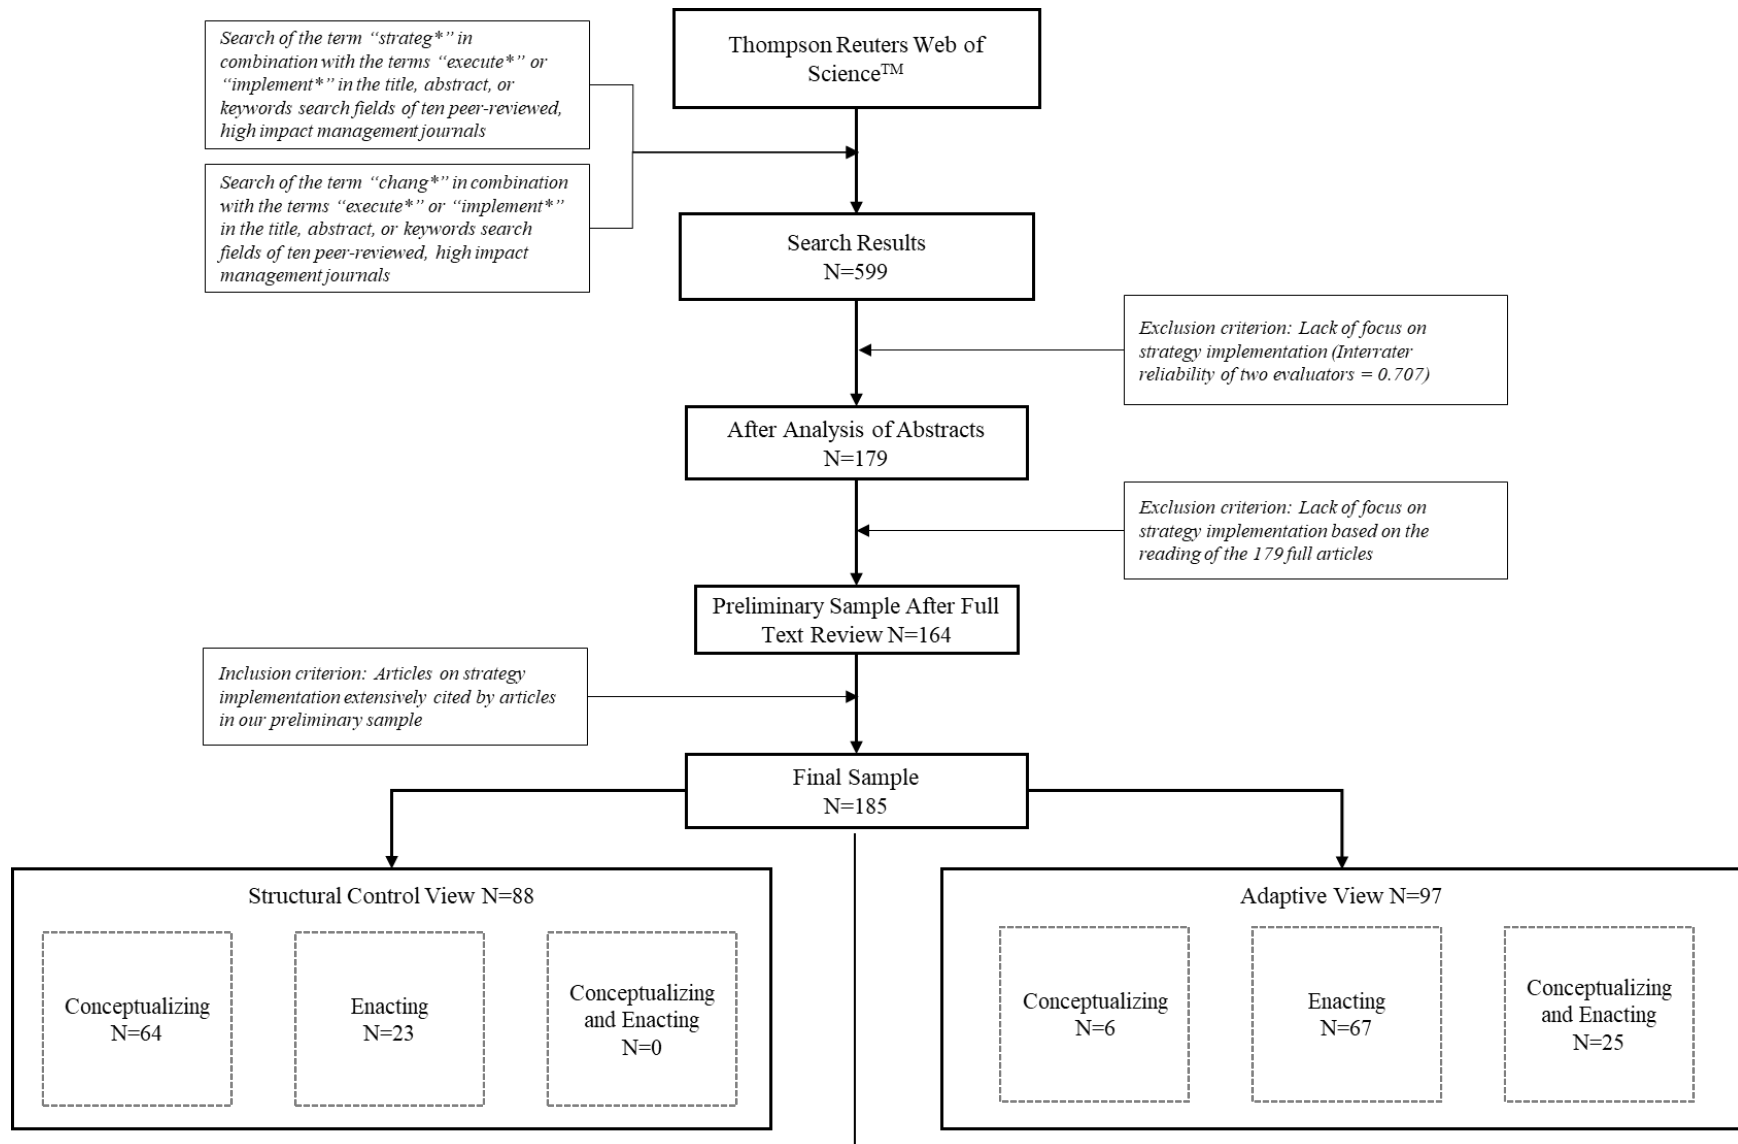 Thompson Reuters Web of
Science™
Search of the term “strateg*” in
combination with the terms “execute*” or
“implement*” in the title, abstract, or
keywords search fields of ten peer-reviewed,
high impact management journals
Search of the term “chang*” in combination
with the terms “execute*” or “implement*”
in the title, abstract, or keywords search
fields of ten peer-reviewed, high impact
management journals
Search Results
N=599
Exclusion criterion: Lack of focus on
strategy implementation (Interrater
reliability of two evaluators = 0.707)
After Analysis of Abstracts
N=179
Exclusion criterion: Lack of focus on
strategy implementation based on the
reading of the 179 full articles
Preliminary Sample After Full
Text Review N=164
Inclusion criterion: Articles on strategy
implementation extensively cited by articles
in our preliminary sample
Final Sample
N=185
Structural Control View N=88
Conceptualizing
N=64
Enacting
N=23
Conceptualizing
and Enacting
N=0
Adaptive View N=97
Conceptualizing
N=6
Enacting
N=67
Conceptualizing
and Enacting
N=25